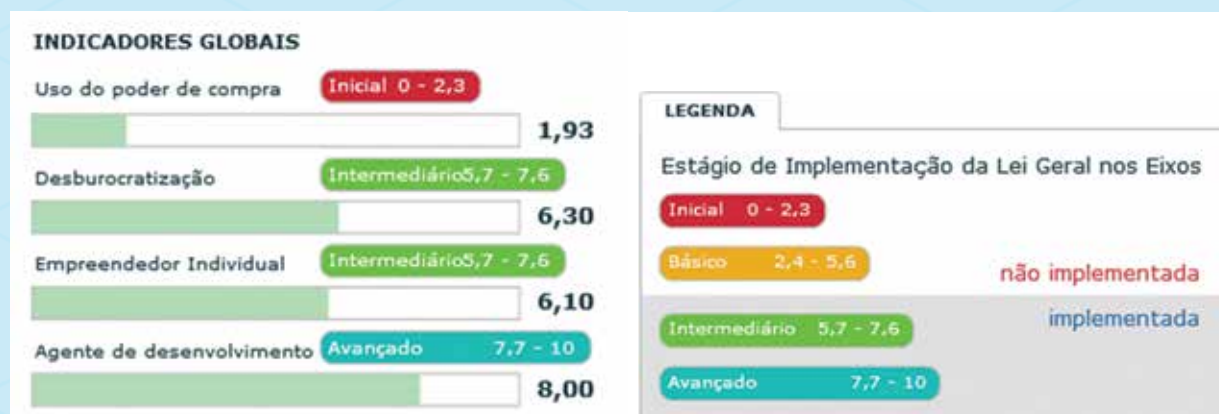 INDICADORES GLOBAIS
Uso do poder de compra Inicial 0 - 2,3
1,93
Desburocratização Intermediário5,7 - 7,6
6,30
Empreendedor Individual Intermediário5,7 - 7,6
6,10
Agente de desenvolvimento Avançado 7,7 - 10
8,00
LEGENDA
Estágio de Implementação da Lei Geral nos Eixos
Inicial 0 - 2,3
Básico 2,4 - 5,6
não implementada
implementada
Intermediário 5,7 - 7,6
Avançado 7,7 - 10